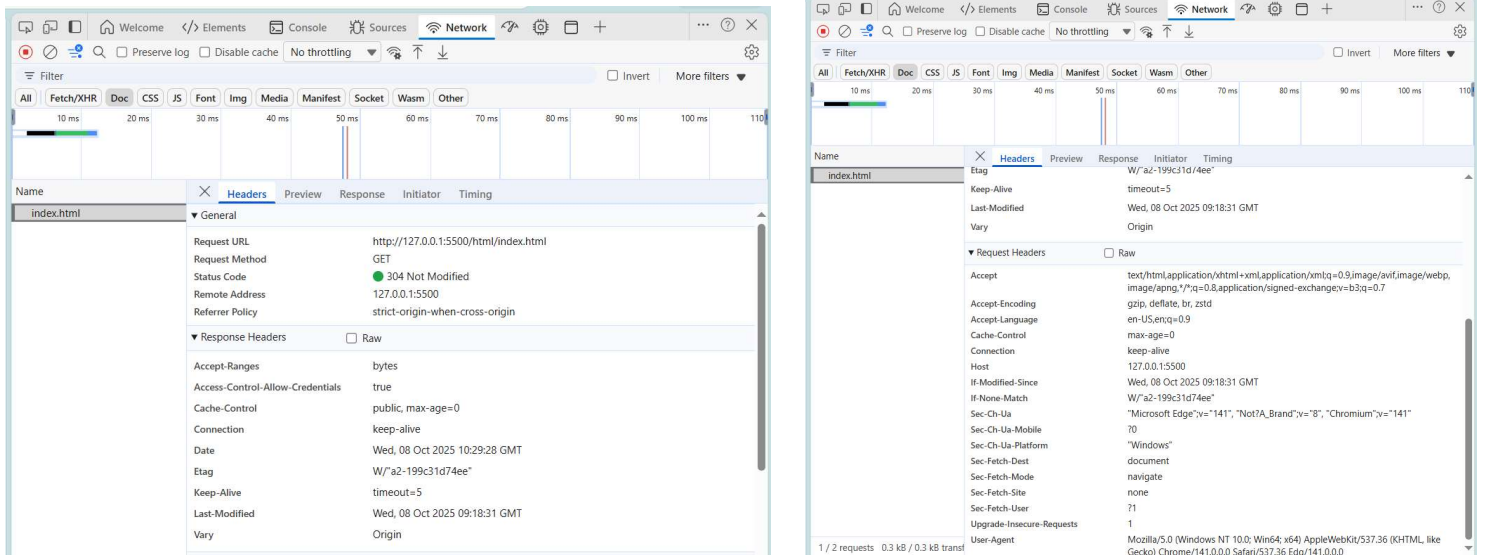 Welcome Elements Console Sources Network
Preserve log Disable cache No throttling
Filter Invert More filters
All Fetch/XHR Doc CSS JS Font Img Media Manifest Socket Wasm Other
10 ms 20 ms 30 ms 40 ms 50 ms 60 ms 70 ms 80 ms 90 ms 100 ms 110
Name Headers Preview Response Initiator Timing
index.html
General
Request URL http://127.0.0.1:5500/html/index.html
Request Method GET
Status Code 304 Not Modified
Remote Address 127.0.0.1:5500
Referrer Policy strict-origin-when-cross-origin
Response Headers Raw
Accept-Ranges bytes
Access-Control-Allow-Credentials true
Cache-Control public, max-age=0
Connection keep-alive
Date Wed, 08 Oct 2025 10:29:28 GMT
Etag W/"a2-199c31d74ee"
Keep-Alive timeout=5
Last-Modified Wed, 08 Oct 2025 09:18:31 GMT
Vary Origin
Welcome Elements Console Sources Network
Preserve log Disable cache No throttling
Filter Invert More filters
All Fetch/XHR Doc CSS JS Font Img Media Manifest Socket Wasm Other
10 ms 20 ms 30 ms 40 ms 50 ms 60 ms 70 ms 80 ms 90 ms 100 ms 110
Name Headers Preview Response Initiator Timing
index.html
Etag W/"a2-199c31d74ee"
Keep-Alive timeout=5
Last-Modified Wed, 08 Oct 2025 09:18:31 GMT
Vary Origin
Request Headers Raw
Accept text/html,application/xhtml+xml,application/xml;q=0.9,image/avif,image/webp,
image/apng,*/*;q=0.8,application/signed-exchange;v=b3;q=0.7
Accept-Encoding gzip, deflate, br, zstd
Accept-Language en-US,en;q=0.9
Cache-Control max-age=0
Connection keep-alive
Host 127.0.0.1:5500
If-Modified-Since Wed, 08 Oct 2025 09:18:31 GMT
If-None-Match W/"a2-199c31d74ee"
Sec-Ch-Ua "Microsoft Edge";v="141", "Not?A_Brand";v="8", "Chromium";v="141"
Sec-Ch-Ua-Mobile ?0
Sec-Ch-Ua-Platform "Windows"
Sec-Fetch-Dest document
Sec-Fetch-Mode navigate
Sec-Fetch-Site none
Sec-Fetch-User ?1
Upgrade-Insecure-Requests 1
User-Agent Mozilla/5.0 (Windows NT 10.0; Win64; x64) AppleWebKit/537.36 (KHTML, like
Gecko) Chrome/141.0.0.0 Safari/537.36 Edg/141.0.0.0
1 / 2 requests 0.3 kB / 0.3 kB transf